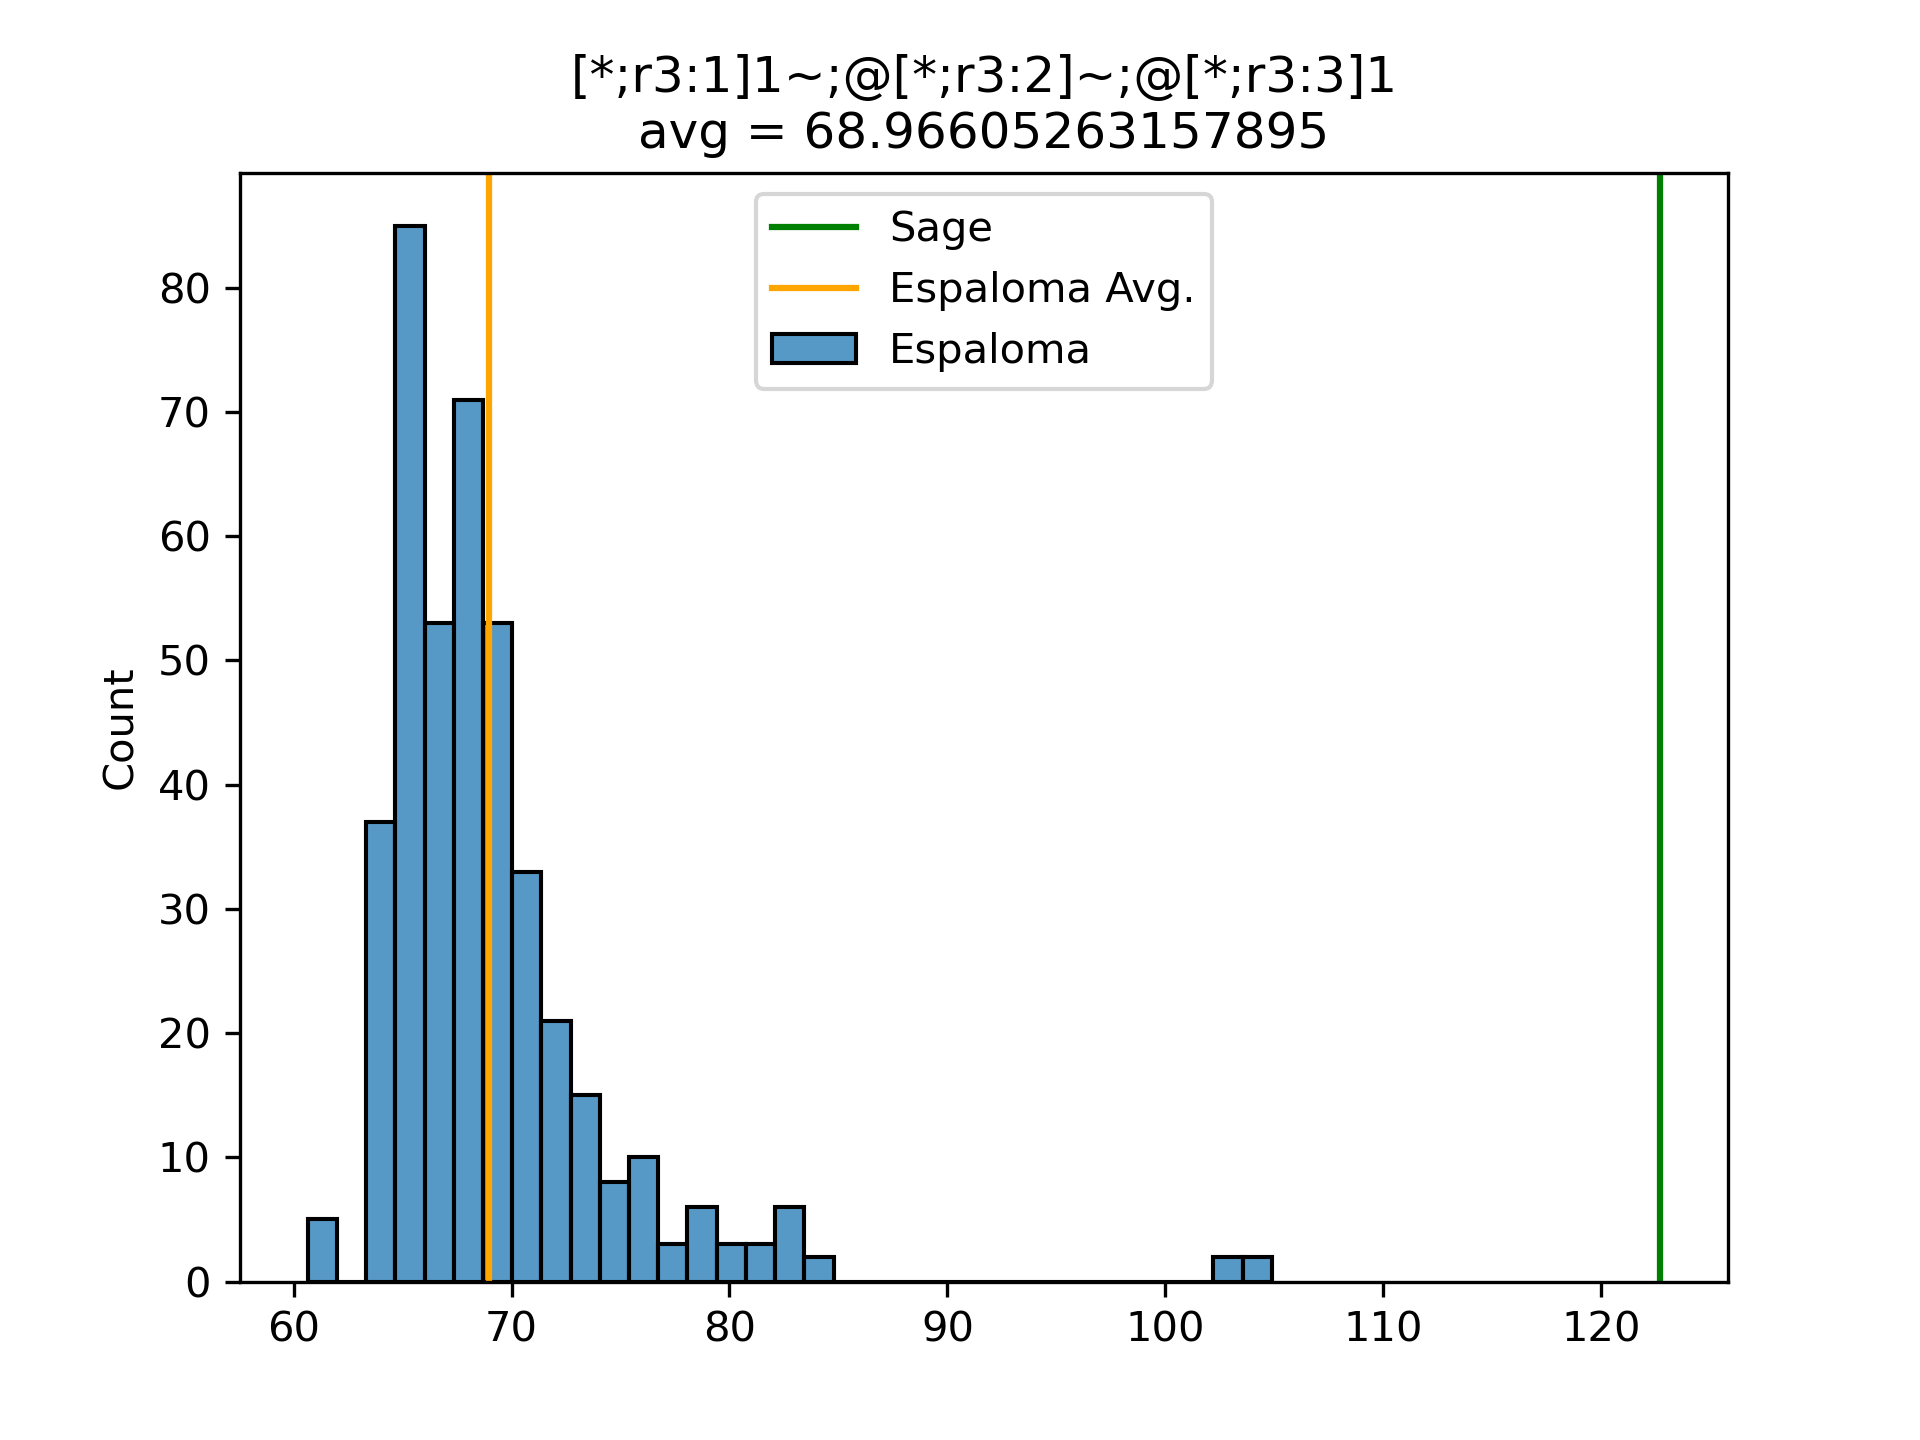 [*;r3:1]1~;@[*;r3:2]~;@[*;r3:3]1
avg = 68.96605263157895
Sage
Espaloma Avg.
Espaloma
Count
80
70
60
50
40
30
20
10
0
60 70 80 90 100 110 120